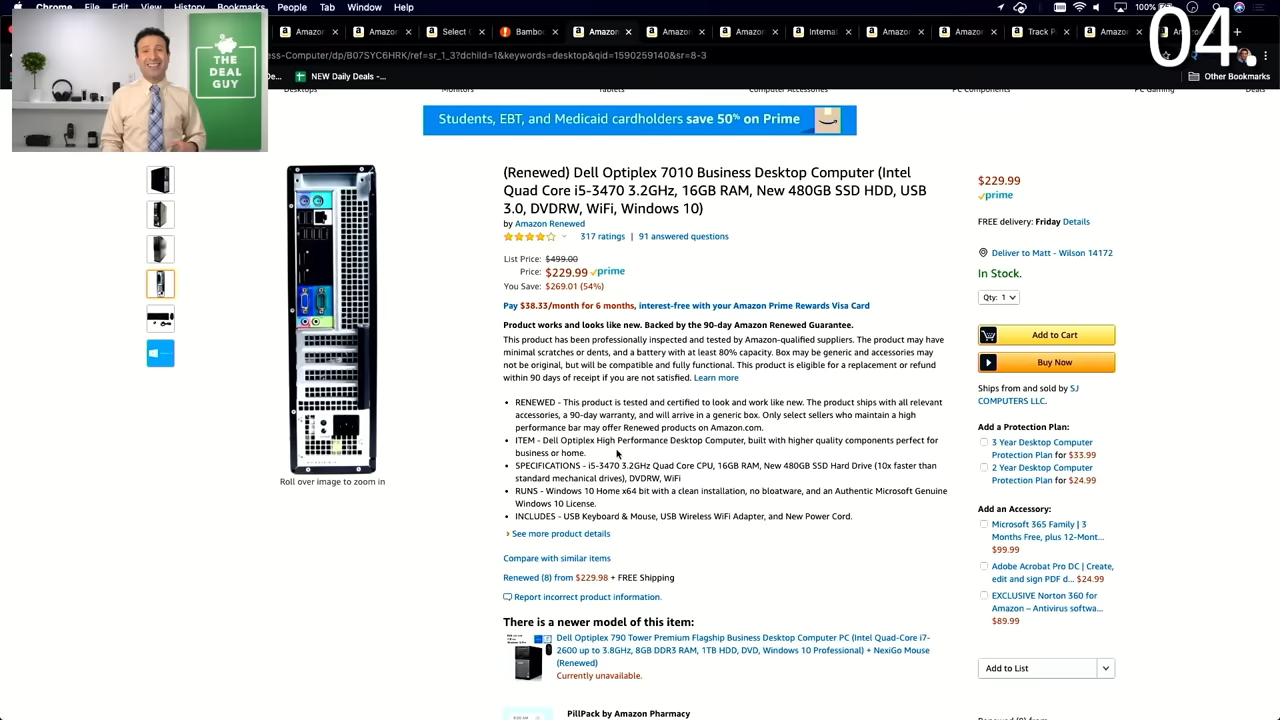 Amazon
Amazon
Select
Bambo
Amazon
Amazon
Amazon
Internal
Amazon
Amazon
Track P
Amazon
04.
100%
ess-Computer/dp/B07SYC6HRK/ref=sr_1_3?dchild=1&keywords=desktop&qid=1590259140&sr=8-3
NEW Daily Deals -...
Other Bookmarks
THE
DEAL
GUY
Desktops
Monitors
Tablets
Computer Accessories
PC Components
PC Gaming
Deals
Students, EBT, and Medicaid cardholders save 50% on Prime
Roll over image to zoom in
(Renewed) Dell Optiplex 7010 Business Desktop Computer (Intel
Quad Core i5-3470 3.2GHz, 16GB RAM, New 480GB SSD HDD, USB
3.0, DVDRW, WiFi, Windows 10)
by Amazon Renewed
317 ratings | 91 answered questions
List Price: $499.00
Price: $229.99 prime
You Save: $269.01 (54%)
Pay $38.33/month for 6 months, interest-free with your Amazon Prime Rewards Visa Card
Product works and looks like new. Backed by the 90-day Amazon Renewed Guarantee.
This product has been professionally inspected and tested by Amazon-qualified suppliers. The product may have
minimal scratches or dents, and a battery with at least 80% capacity. Box may be generic and accessories may
not be original, but will be compatible and fully functional. This product is eligible for a replacement or refund
within 90 days of receipt if you are not satisfied. Learn more
• RENEWED - This product is tested and certified to look and work like new. The product ships with all relevant
accessories, a 90-day warranty, and will arrive in a generic box. Only select sellers who maintain a high
performance bar may offer Renewed products on Amazon.com.
• ITEM - Dell Optiplex High Performance Desktop Computer, built with higher quality components perfect for
business or home.
• SPECIFICATIONS - i5-3470 3.2GHz Quad Core CPU, 16GB RAM, New 480GB SSD Hard Drive (10x faster than
standard mechanical drives), DVDRW, WiFi
• RUNS - Windows 10 Home x64 bit with a clean installation, no bloatware, and an Authentic Microsoft Genuine
Windows 10 License.
• INCLUDES - USB Keyboard & Mouse, USB Wireless WiFi Adapter, and New Power Cord.
› See more product details
Compare with similar items
Renewed (8) from $229.98 + FREE Shipping
Report incorrect product information.
There is a newer model of this item:
Dell Optiplex 790 Tower Premium Flagship Business Desktop Computer PC (Intel Quad-Core i7-
2600 up to 3.8GHz, 8GB DDR3 RAM, 1TB HDD, DVD, Windows 10 Professional) + NexiGo Mouse
(Renewed)
Currently unavailable.
PillPack by Amazon Pharmacy
$229.99
prime
FREE delivery: Friday Details
Deliver to Matt - Wilson 14172
In Stock.
Qty: 1
Add to Cart
Buy Now
Ships from and sold by SJ
COMPUTERS LLC.
Add a Protection Plan:
3 Year Desktop Computer
Protection Plan for $33.99
2 Year Desktop Computer
Protection Plan for $24.99
Add an Accessory:
Microsoft 365 Family | 3
Months Free, plus 12-Mont...
$99.99
Adobe Acrobat Pro DC | Create,
edit and sign PDF d... $24.99
EXCLUSIVE Norton 360 for
Amazon – Antivirus softwa...
$89.99
Add to List